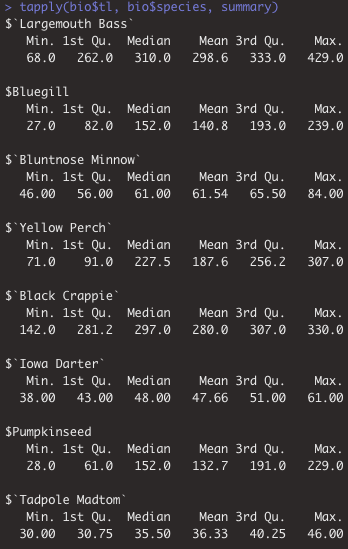 > tapply(bio$tl, bio$species, summary)
$`Largemouth Bass`
Min. 1st Qu. Median Mean 3rd Qu. Max.
68.0 262.0 310.0 298.6 333.0 429.0
$Bluegill
Min. 1st Qu. Median Mean 3rd Qu. Max.
27.0 82.0 152.0 140.8 193.0 239.0
$`Bluntnose Minnow`
Min. 1st Qu. Median Mean 3rd Qu. Max.
46.00 56.00 61.00 61.54 65.50 84.00
$`Yellow Perch`
Min. 1st Qu. Median Mean 3rd Qu. Max.
71.0 91.0 227.5 187.6 256.2 307.0
$`Black Crappie`
Min. 1st Qu. Median Mean 3rd Qu. Max.
142.0 281.2 297.0 280.0 307.0 330.0
$`Iowa Darter`
Min. 1st Qu. Median Mean 3rd Qu. Max.
38.00 43.00 48.00 47.66 51.00 61.00
$Pumpkinseed
Min. 1st Qu. Median Mean 3rd Qu. Max.
28.0 61.0 152.0 132.7 191.0 229.0
$`Tadpole Madtom`
Min. 1st Qu. Median Mean 3rd Qu. Max.
30.00 30.75 35.50 36.33 40.25 46.00